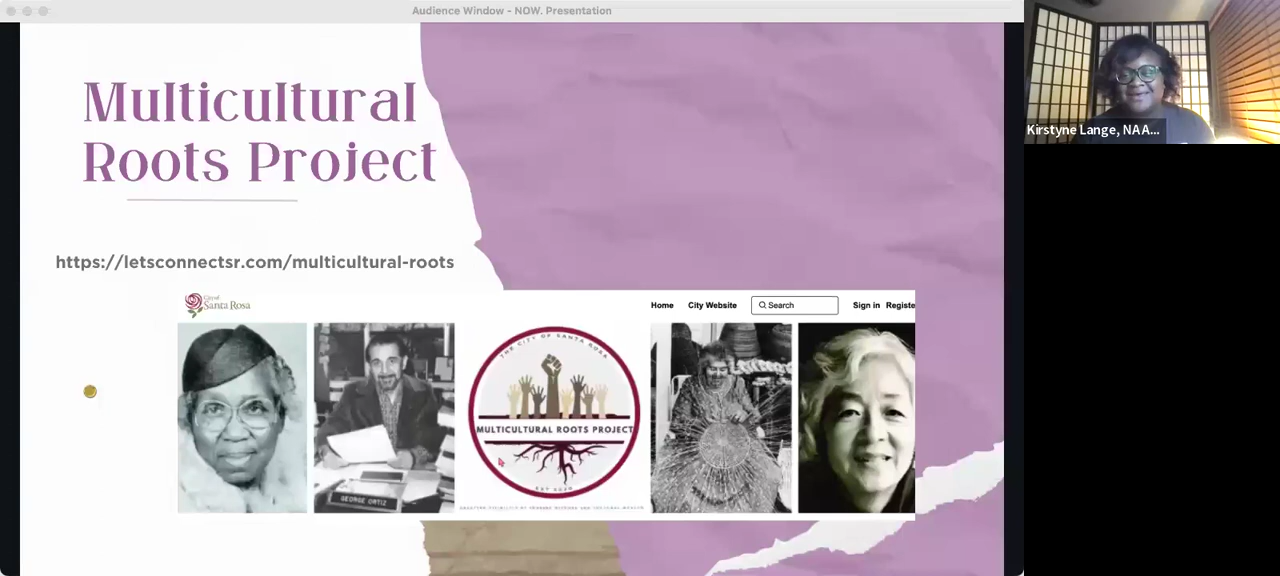 Audience Window - NOW. Presentation
Multicultural
Roots Project
https://letsconnectsr.com/multicultural-roots
City of
Santa Rosa
Home
City Website
Search
Sign in
Registe
THE CITY OF SANTA ROSA
MULTICULTURAL ROOTS PROJECT
GEORGE ORTIZ
Kirstyne Lange, NAA...